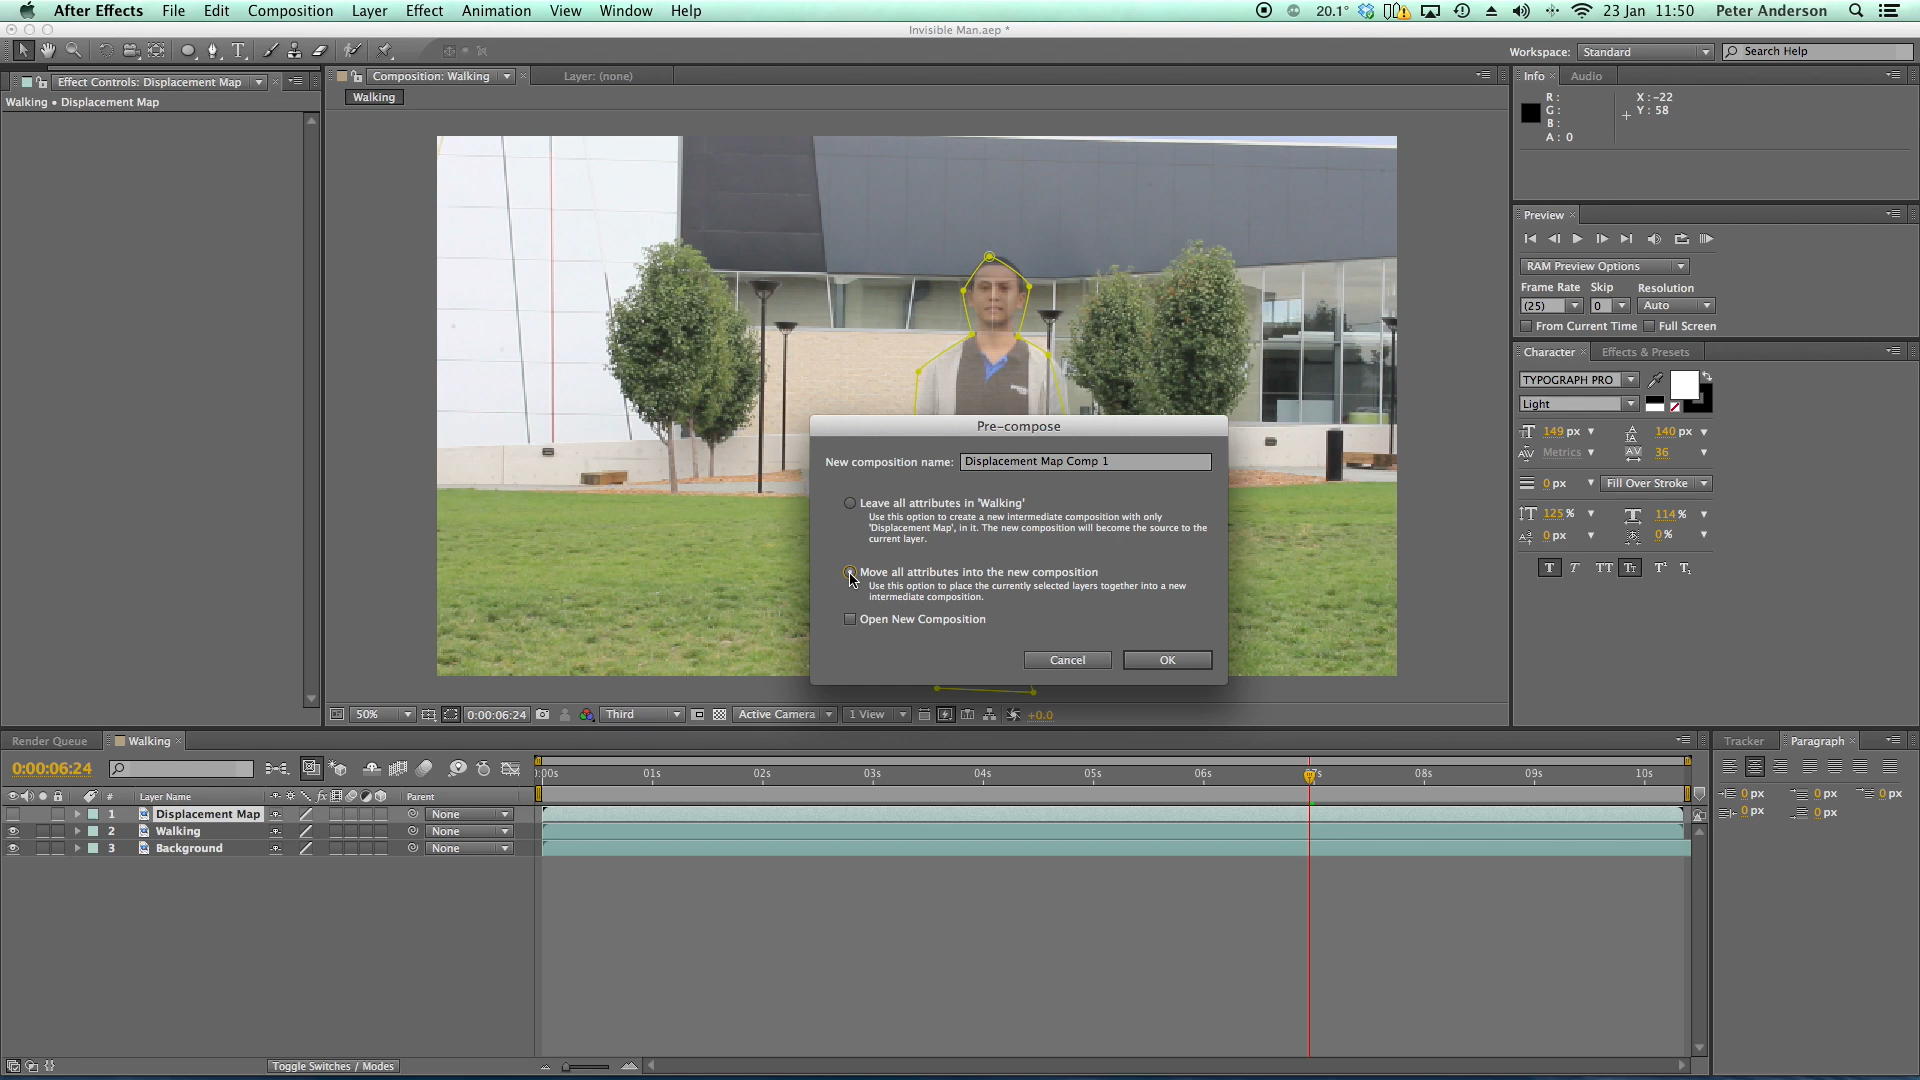 After Effects File Edit Composition Layer Effect Animation View Window Help 20.1° 23 Jan 11:50 Peter Anderson
Invisible Man.aep *
T Workspace: Standard Search Help
Effect Controls: Displacement Map Composition: Walking Layer: (none) Info Audio
Walking • Displacement Map Walking
R : X : -22
G : Y : 58
B :
A : 0
Preview
RAM Preview Options
Frame Rate Skip Resolution
(25) 0 Auto
From Current Time Full Screen
Character Effects & Presets
TYPOGRAPH PRO
Light
149 px 140 px
Metrics 36
0 px Fill Over Stroke
125 % 114 %
0 px 0 %
T T TT Tt T¹ T₁
Pre-compose
New composition name: Displacement Map Comp 1
Leave all attributes in 'Walking'
Use this option to create a new intermediate composition with only
'Displacement Map', in it. The new composition will become the source to the
current layer.
Move all attributes into the new composition
Use this option to place the currently selected layers together into a new
intermediate composition.
Open New Composition
Cancel OK
50% 0:00:06:24 Third Active Camera 1 View +0.0
Render Queue Walking Tracker Paragraph
0:00:06:24
:00s 01s 02s 03s 04s 05s 06s 07s 08s 09s 10s
# Layer Name fx Parent
1 Displacement Map None
2 Walking None
3 Background None
0 px 0 px 0 px
0 px 0 px
Toggle Switches / Modes